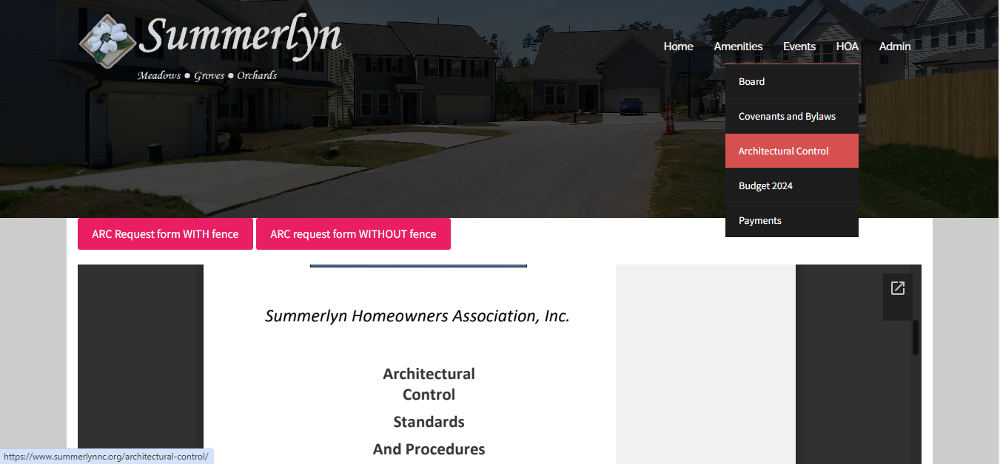 Summerlyn
Meadows ● Groves ● Orchards
Home Amenities Events HOA Admin
Board
Covenants and Bylaws
Architectural Control
Budget 2024
Payments
ARC Request form WITH fence ARC request form WITHOUT fence
Summerlyn Homeowners Association, Inc.
Architectural
Control
Standards
And Procedures
https://www.summerlynnc.org/architectural-control/